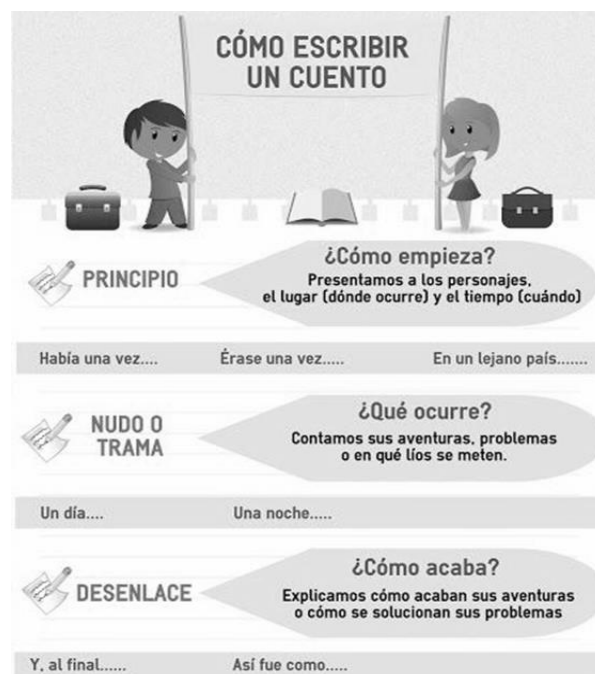 CÓMO ESCRIBIR
UN CUENTO
PRINCIPIO
¿Cómo empieza?
Presentamos a los personajes,
el lugar (dónde ocurre) y el tiempo (cuándo)
Había una vez.... Érase una vez..... En un lejano país.......
NUDO O
TRAMA
¿Qué ocurre?
Contamos sus aventuras, problemas
o en qué líos se meten.
Un día.... Una noche.....
DESENLACE
¿Cómo acaba?
Explicamos cómo acaban sus aventuras
o cómo se solucionan sus problemas
Y, al final...... Así fue como.....